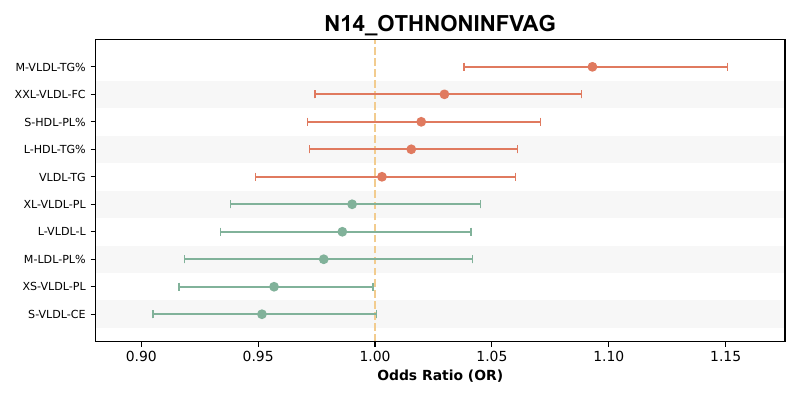 N14_OTHNONINFVAG
M-VLDL-TG%
XXL-VLDL-FC
S-HDL-PL%
L-HDL-TG%
VLDL-TG
XL-VLDL-PL
L-VLDL-L
M-LDL-PL%
XS-VLDL-PL
S-VLDL-CE
0.90 0.95 1.00 1.05 1.10 1.15
Odds Ratio (OR)